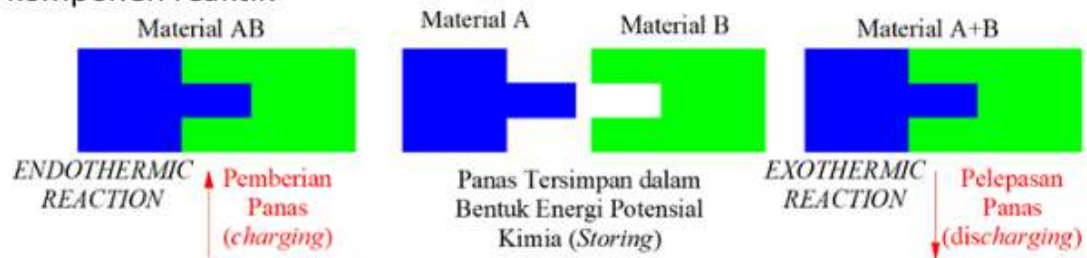 Material AB
Material A
Material B
Material A+B
ENDOTHERMIC
REACTION
Pemberian
Panas
(charging)
Panas Tersimpan dalam
Bentuk Energi Potensial
Kimia (Storing)
EXOTHERMIC
REACTION
Pelepasan
Panas
(discharging)